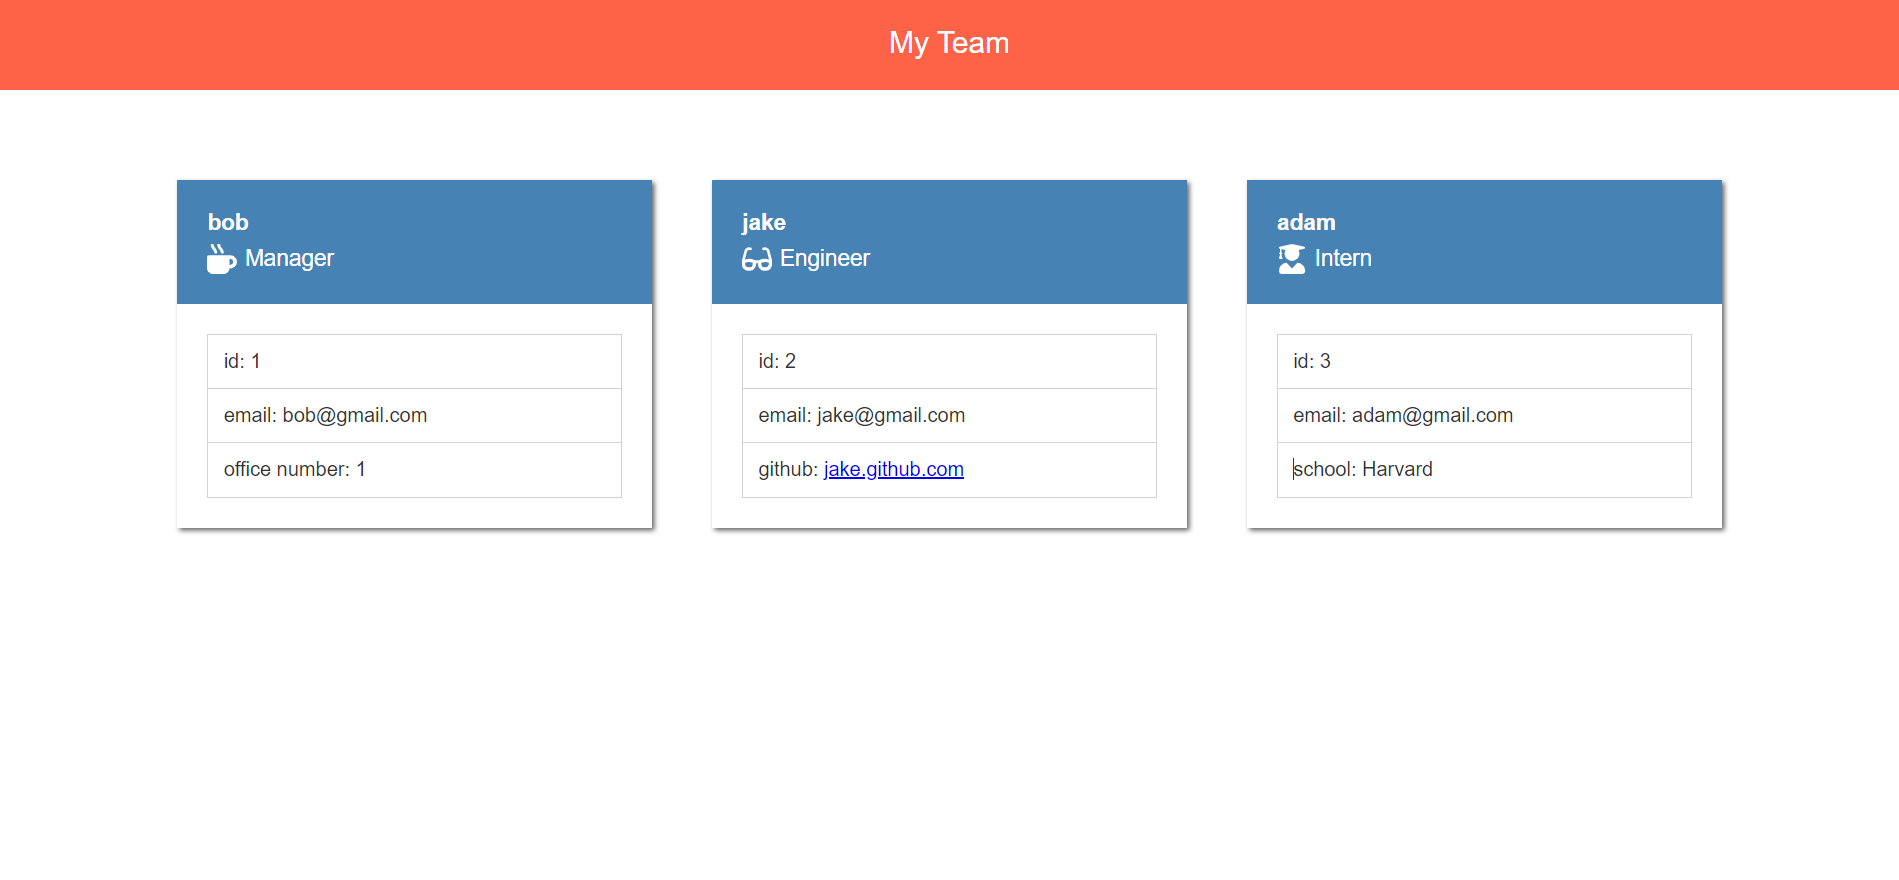 My Team
bob
Manager
id: 1
email: bob@gmail.com
office number: 1
jake
Engineer
id: 2
email: jake@gmail.com
github: jake.github.com
adam
Intern
id: 3
email: adam@gmail.com
school: Harvard